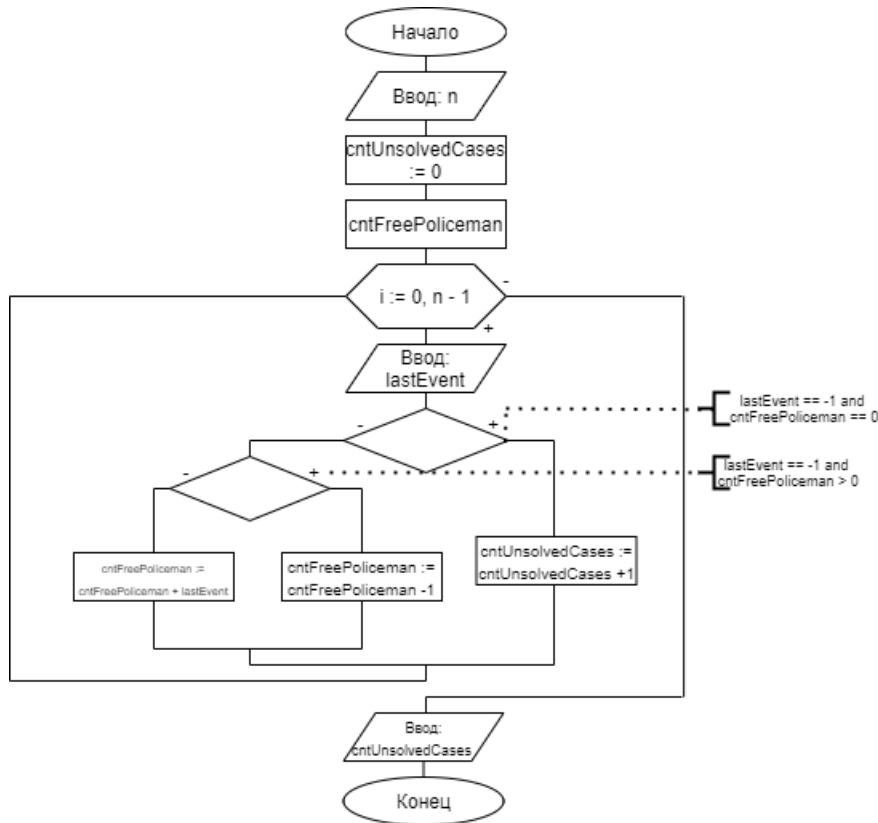 Начало
Ввод: n
cntUnsolvedCases
:= 0
cntFreePoliceman
i := 0, n - 1
-
+
Ввод:
lastEvent
-
+
lastEvent == -1 and
cntFreePoliceman == 0
-
+
lastEvent == -1 and
cntFreePoliceman > 0
cntFreePoliceman :=
cntFreePoliceman + lastEvent
cntFreePoliceman :=
cntFreePoliceman -1
cntUnsolvedCases :=
cntUnsolvedCases +1
Ввод:
cntUnsolvedCases
Конец